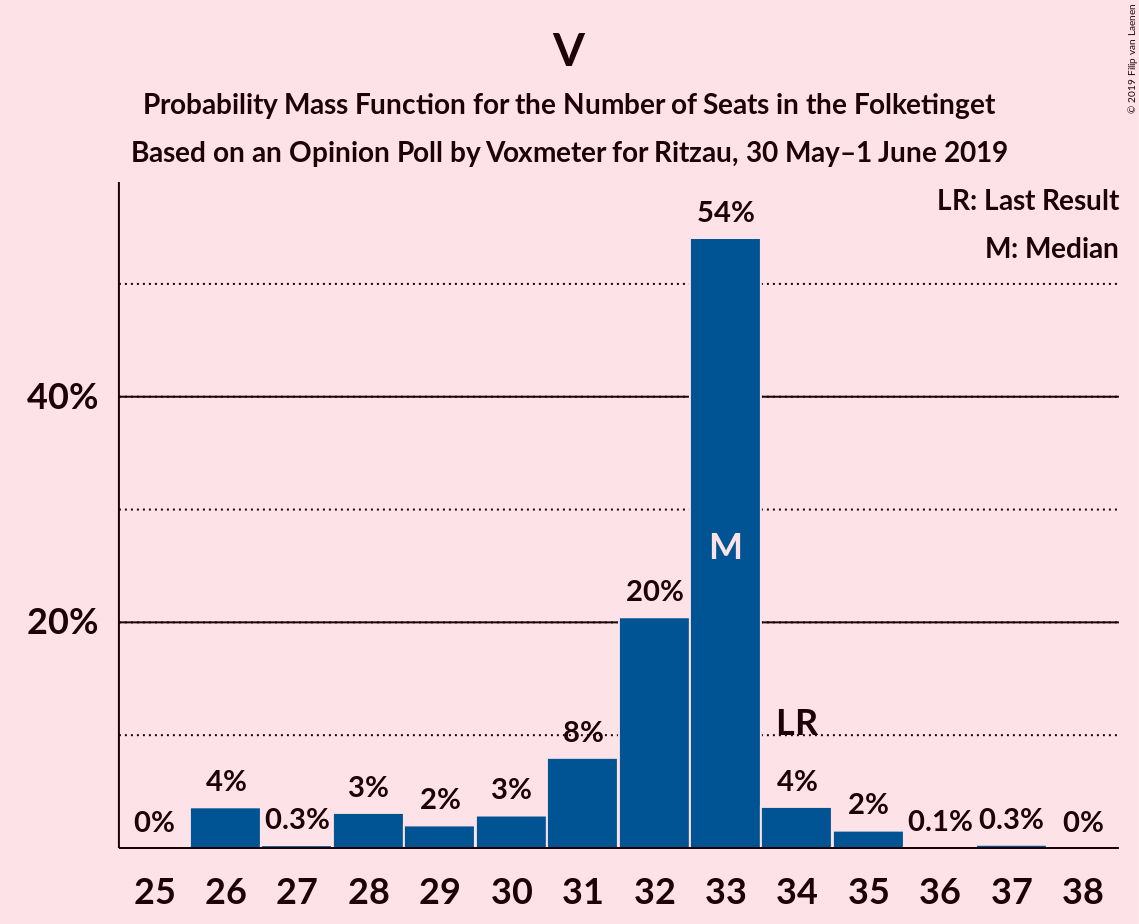 V
Probability Mass Function for the Number of Seats in the Folketinget
Based on an Opinion Poll by Voxmeter for Ritzau, 30 May–1 June 2019
© 2019 Filip van Laenen
LR: Last Result
M: Median
40%
20%
0%
4%
0.3%
3%
2%
3%
8%
20%
54%
M
LR
4%
2%
0.1%
0.3%
0%
25 26 27 28 29 30 31 32 33 34 35 36 37 38